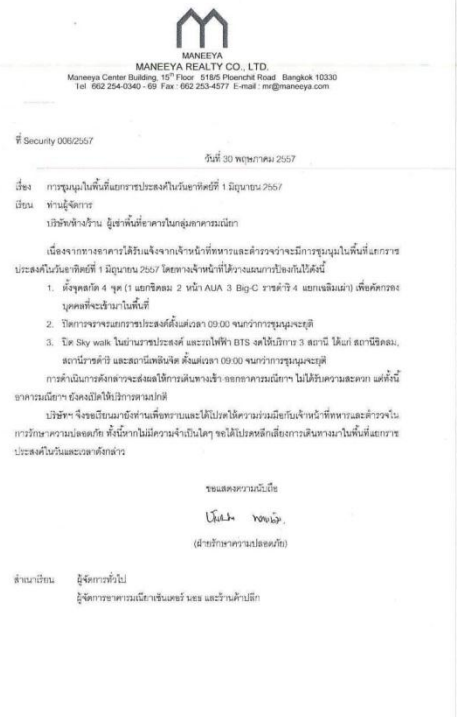 MANEEYA
MANEEYA REALTY CO., LTD.
Maneeya Center Building, 15th Floor 518/5 Ploenchit Road Bangkok 10330
Tel 662 254-0340 - 69 Fax : 662 253-4577 E-mail : mr@maneeya.com
ที่ Security 006/2557
วันที่ 30 พฤษภาคม 2557
เรื่อง การชุมนุมในพื้นที่แยกราชประสงค์ในวันอาทิตย์ที่ 1 มิถุนายน 2557
เรียน ท่านผู้จัดการ
บริษัท/ห้าง/ร้าน ผู้เช่าพื้นที่อาคารในกลุ่มอาคารมณียา
เนื่องจากทางอาคารได้รับแจ้งจากเจ้าหน้าที่ทหารและตำรวจว่าจะมีการชุมนุมในพื้นที่แยกราช
ประสงค์ในวันอาทิตย์ที่ 1 มิถุนายน 2557 โดยทางเจ้าหน้าที่ได้วางแผนการป้องกันไว้ดังนี้
1. ตั้งจุดสกัด 4 จุด (1 แยกชิดลม 2 หน้า AUA 3 Big-C ราชดำริ 4 แยกเฉลิมเผ่า) เพื่อคัดกรอง
บุคคลที่จะเข้ามาในพื้นที่
2. ปิดการจราจรแยกราชประสงค์ตั้งแต่เวลา 09:00 จนกว่าการชุมนุมจะยุติ
3. ปิด Sky walk ในย่านราชประสงค์ และรถไฟฟ้า BTS งดให้บริการ 3 สถานี ได้แก่ สถานีชิดลม,
สถานีราชดำริ และสถานีเพลินจิต ตั้งแต่เวลา 09:00 จนกว่าการชุมนุมจะยุติ
การดำเนินการดังกล่าวจะส่งผลให้การเดินทางเข้า ออกอาคารมณียาฯ ไม่ได้รับความสะดวก แต่ทั้งนี้
อาคารมณียาฯ ยังคงเปิดให้บริการตามปกติ
บริษัทฯ จึงขอเรียนมายังท่านเพื่อทราบและได้โปรดให้ความร่วมมือกับเจ้าหน้าที่ทหารและตำรวจใน
การรักษาความปลอดภัย ทั้งนี้หากไม่มีความจำเป็นใดๆ ขอได้โปรดหลีกเลี่ยงการเดินทางมาในพื้นที่แยกราช
ประสงค์ในวันและเวลาดังกล่าว
ขอแสดงความนับถือ
(ฝ่ายรักษาความปลอดภัย)
สำเนาเรียน ผู้จัดการทั่วไป
ผู้จัดการอาคารมณียาเซ็นเตอร์ นอธ และร้านค้าปลีก